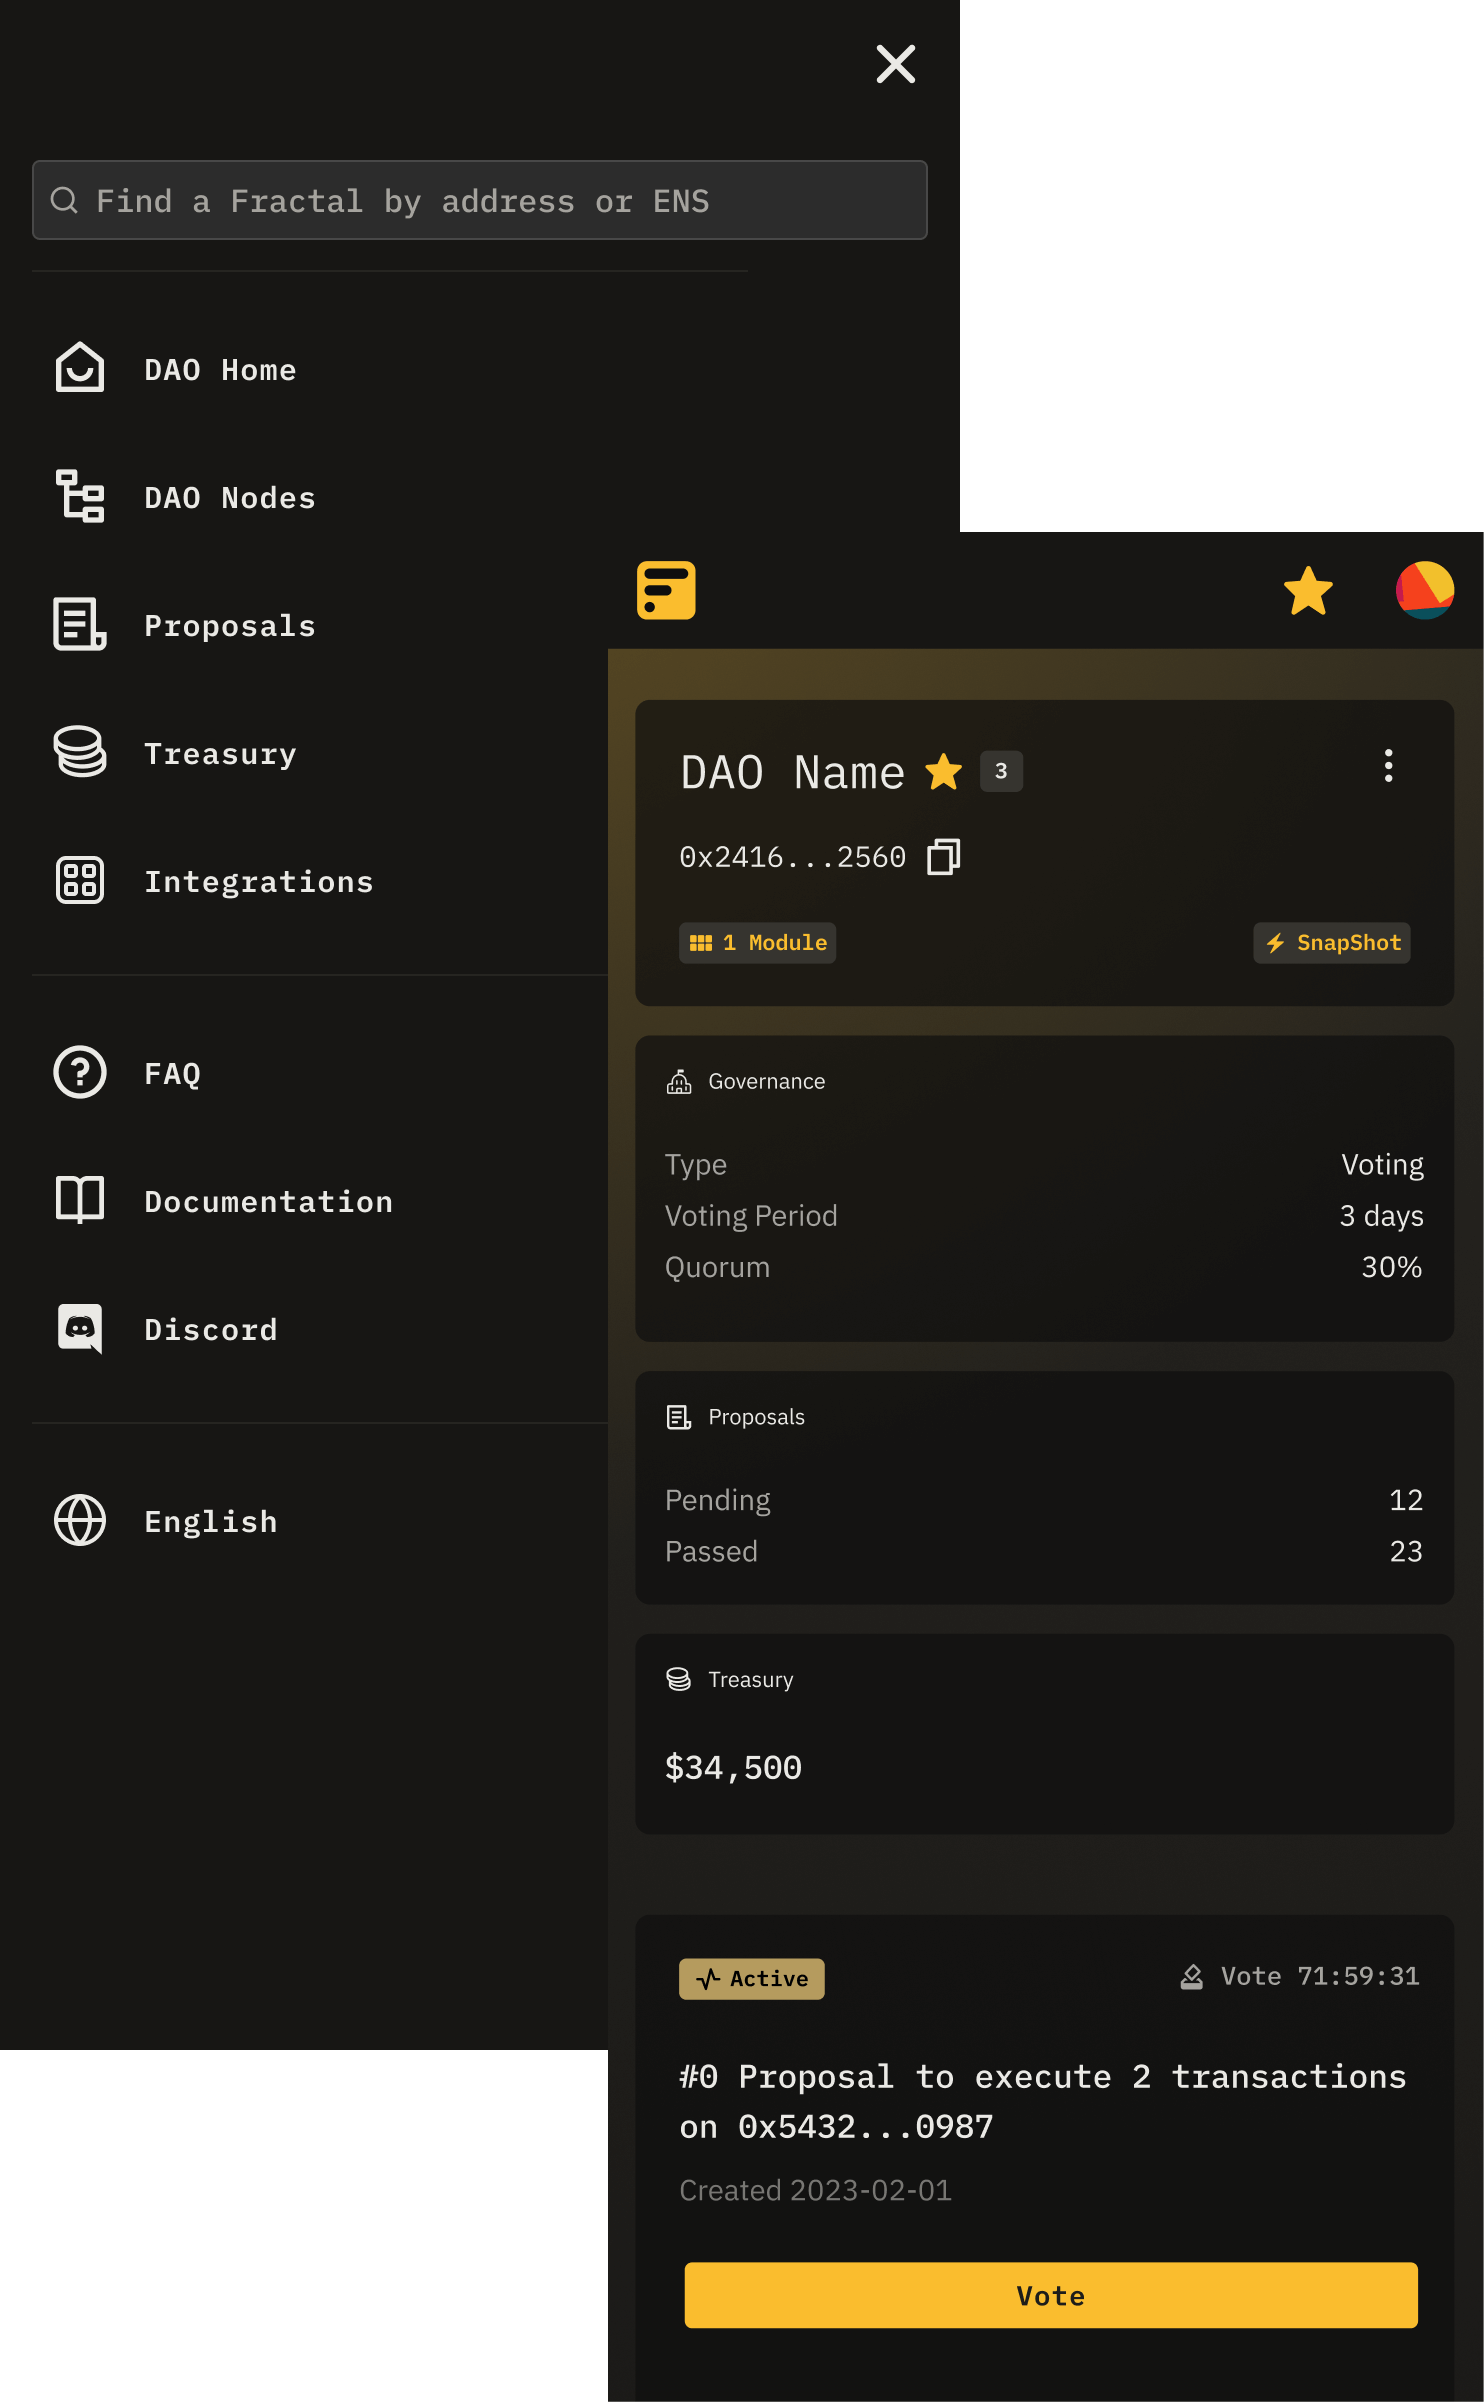 Find a Fractal by address or ENS
DAO Home
DAO Nodes
Proposals
Treasury
Integrations
FAQ
Documentation
Discord
English
DAO Name
3
0x2416...2560
1 Module
SnapShot
Governance
Type Voting
Voting Period 3 days
Quorum 30%
Proposals
Pending 12
Passed 23
Treasury
$34,500
Active
Vote 71:59:31
#0 Proposal to execute 2 transactions
on 0x5432...0987
Created 2023-02-01
Vote